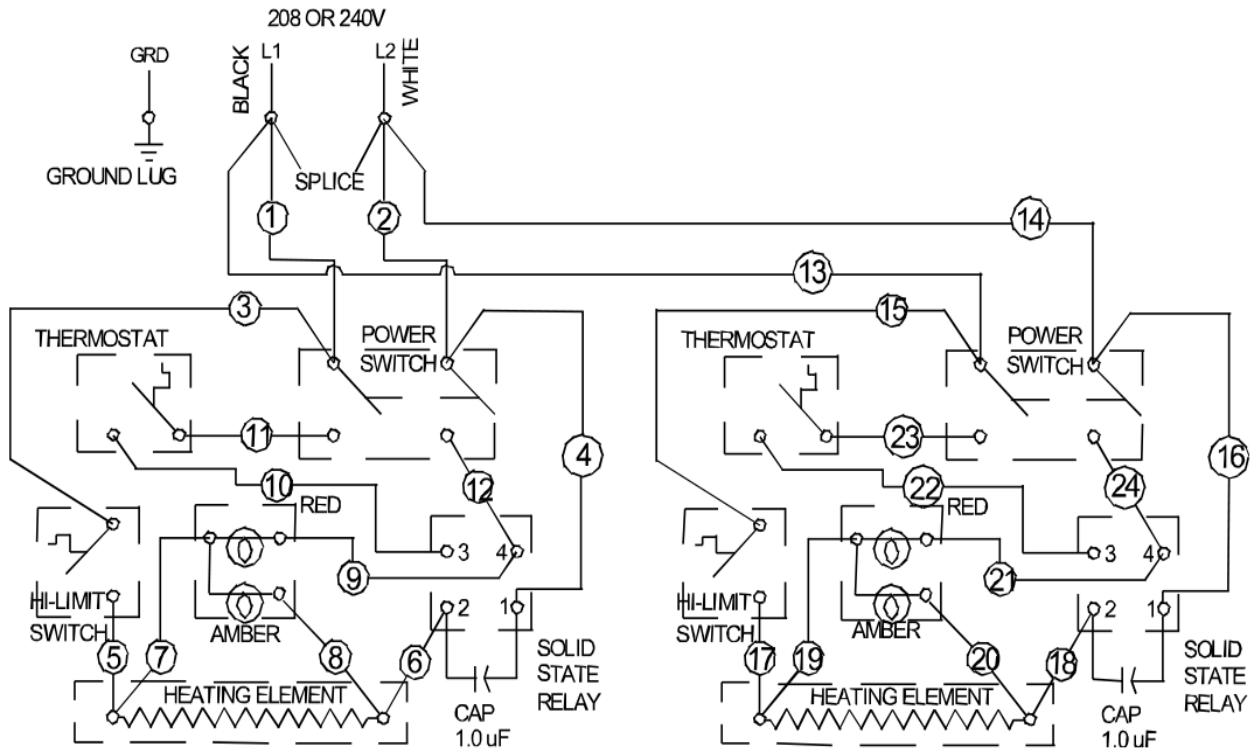 208 OR 240V
GRD
BLACK
L1
L2
WHITE
GROUND LUG
SPLICE
1
2
14
13
3
15
THERMOSTAT
POWER
SWITCH
THERMOSTAT
POWER
SWITCH
11
4
23
16
10
12
22
24
RED
RED
3
4
3
4
9
21
HI-LIMIT
SWITCH
AMBER
2
1
HI-LIMIT
SWITCH
AMBER
2
1
5
7
8
6
SOLID
STATE
RELAY
17
19
20
18
SOLID
STATE
RELAY
HEATING ELEMENT
CAP
1.0 uF
HEATING ELEMENT
CAP
1.0 uF